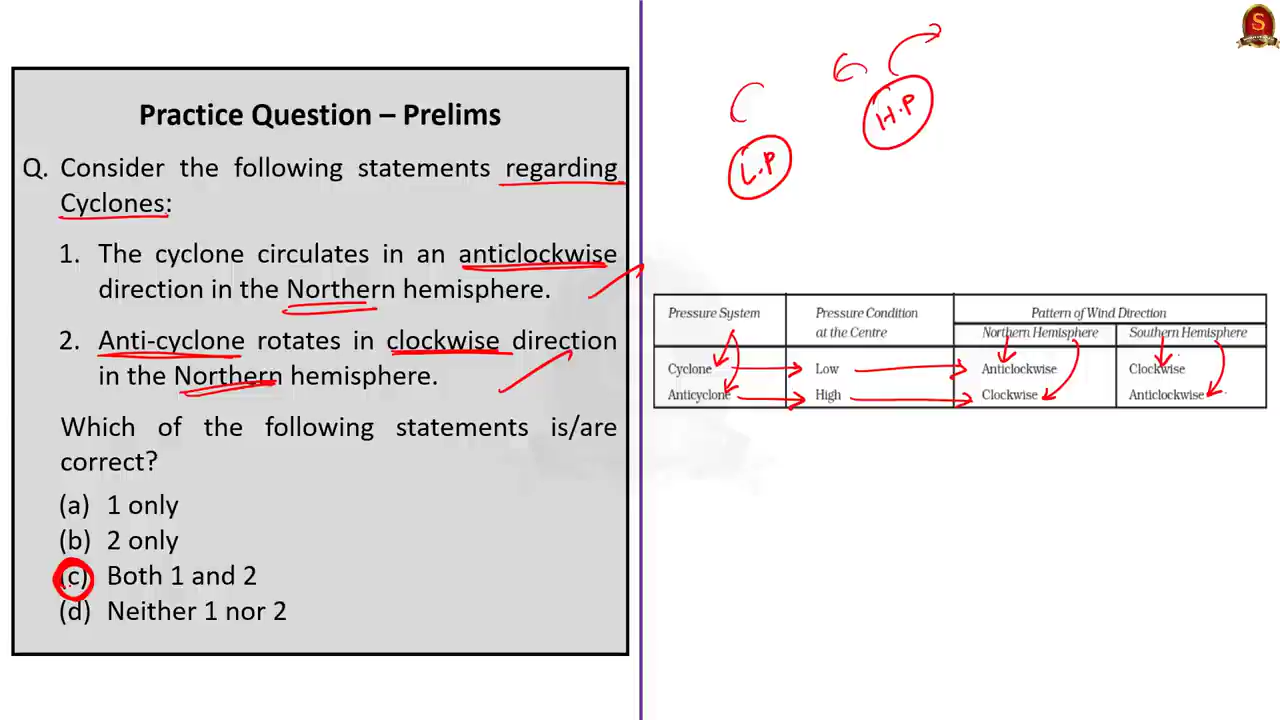 Practice Question – Prelims
Q. Consider the following statements regarding
Cyclones:
1. The cyclone circulates in an anticlockwise
direction in the Northern hemisphere.
2. Anti-cyclone rotates in clockwise direction
in the Northern hemisphere.
Which of the following statements is/are
correct?
(a) 1 only
(b) 2 only
(c) Both 1 and 2
(d) Neither 1 nor 2
S
H.P
L.P
Pressure System Pressure Condition Pattern of Wind Direction
at the Centre Northern Hemisphere Southern Hemisphere
Cyclone Low Anticlockwise Clockwise
Anticyclone High Clockwise Anticlockwise